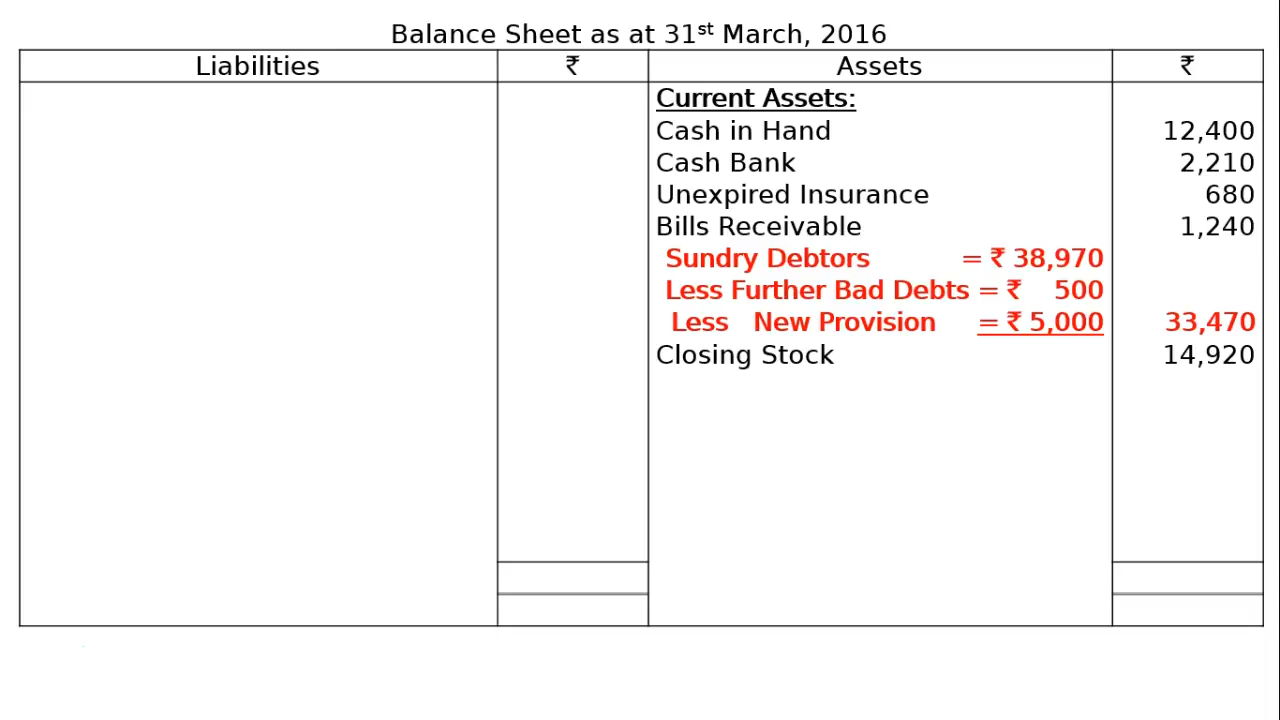 Balance Sheet as at 31st March, 2016
Liabilities ₹ Assets ₹
Current Assets:
Cash in Hand 12,400
Cash Bank 2,210
Unexpired Insurance 680
Bills Receivable 1,240
Sundry Debtors = ₹ 38,970
Less Further Bad Debts = ₹ 500
Less New Provision = ₹ 5,000 33,470
Closing Stock 14,920